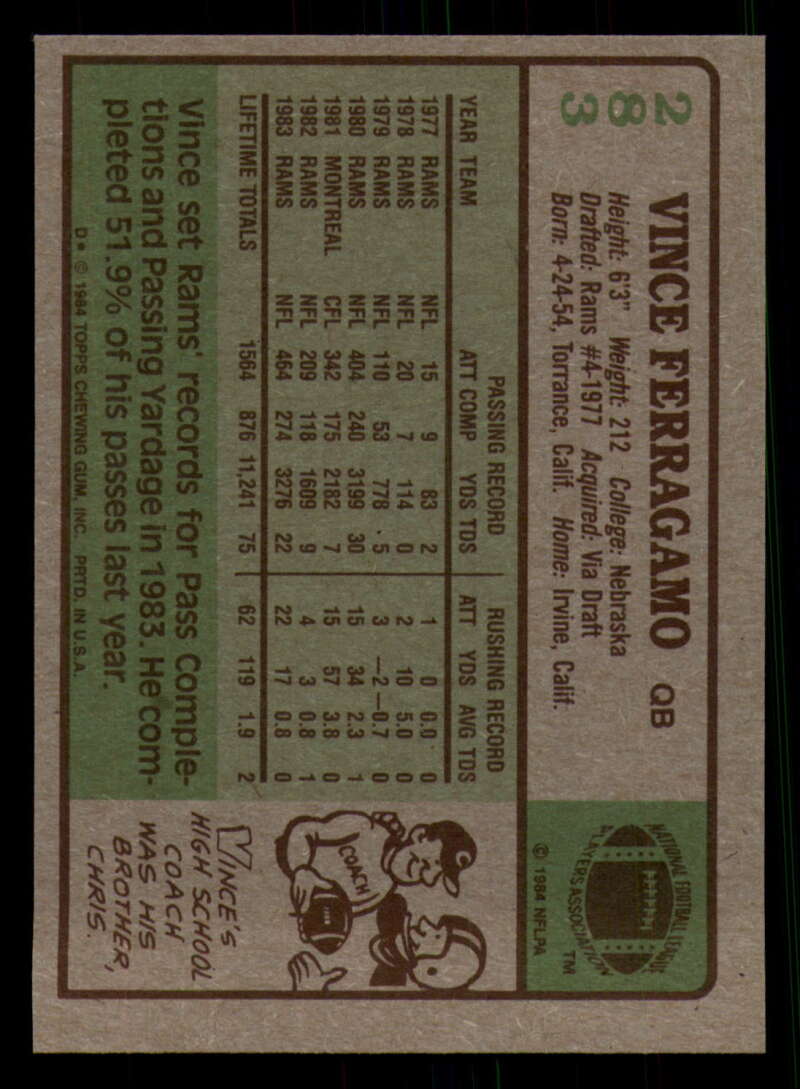 283
VINCE FERRAGAMO QB
Height: 6'3" Weight: 212 College: Nebraska
Drafted: Rams #4-1977 Acquired: Via Draft
Born: 4-24-54, Torrance, Calif. Home: Irvine, Calif.
NATIONAL FOOTBALL LEAGUE
PLAYERS ASSOCIATION
TM
© 1984 NFLPA
PASSING RECORD RUSHING RECORD
YEAR TEAM ATT COMP YDS TDS ATT YDS AVG TDS
1977 RAMS NFL 15 9 83 2 1 0 0.0 0
1978 RAMS NFL 20 7 114 0 2 10 5.0 0
1979 RAMS NFL 110 53 778 5 3 —2 —0.7 0
1980 RAMS NFL 404 240 3199 30 15 34 2.3 1
1981 MONTREAL CFL 342 175 2182 7 15 57 3.8 0
1982 RAMS NFL 209 118 1609 9 4 3 0.8 1
1983 RAMS NFL 464 274 3276 22 22 17 0.8 0
LIFETIME TOTALS 1564 876 11,241 75 62 119 1.9 2
Vince set Rams' records for Pass Comple-
tions and Passing Yardage in 1983. He com-
pleted 51.9% of his passes last year.
D* © 1984 TOPPS CHEWING GUM, INC. PRTD. IN U.S.A.
C
COACH
VINCE'S
HIGH SCHOOL
COACH
WAS HIS
BROTHER,
CHRIS.